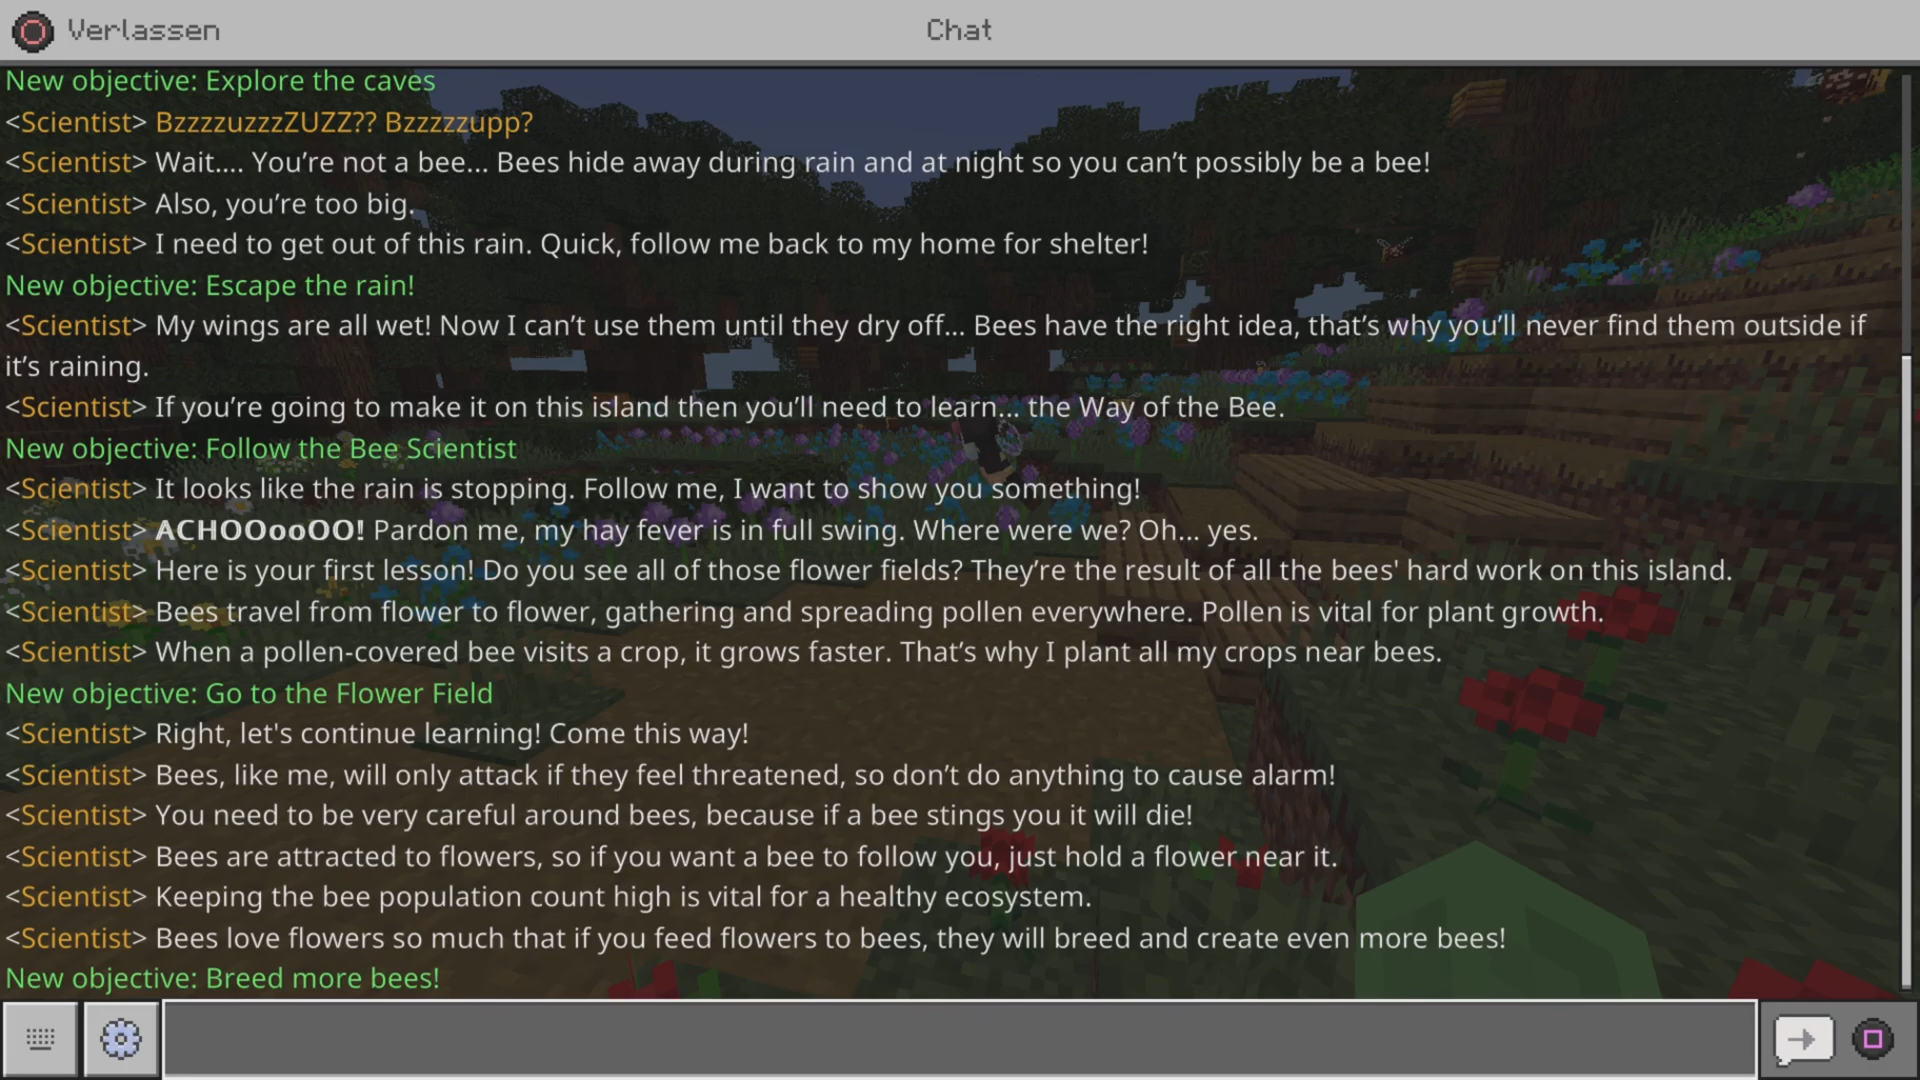 Verlassen
Chat
New objective: Explore the caves
<Scientist> BzzzzuzzzZUZZ?? Bzzzzzupp?
<Scientist> Wait.... You’re not a bee... Bees hide away during rain and at night so you can’t possibly be a bee!
<Scientist> Also, you’re too big.
<Scientist> I need to get out of this rain. Quick, follow me back to my home for shelter!
New objective: Escape the rain!
<Scientist> My wings are all wet! Now I can’t use them until they dry off... Bees have the right idea, that’s why you’ll never find them outside if
it’s raining.
<Scientist> If you’re going to make it on this island then you’ll need to learn... the Way of the Bee.
New objective: Follow the Bee Scientist
<Scientist> It looks like the rain is stopping. Follow me, I want to show you something!
<Scientist> ACHOOooOO! Pardon me, my hay fever is in full swing. Where were we? Oh... yes.
<Scientist> Here is your first lesson! Do you see all of those flower fields? They’re the result of all the bees' hard work on this island.
<Scientist> Bees travel from flower to flower, gathering and spreading pollen everywhere. Pollen is vital for plant growth.
<Scientist> When a pollen-covered bee visits a crop, it grows faster. That’s why I plant all my crops near bees.
New objective: Go to the Flower Field
<Scientist> Right, let's continue learning! Come this way!
<Scientist> Bees, like me, will only attack if they feel threatened, so don’t do anything to cause alarm!
<Scientist> You need to be very careful around bees, because if a bee stings you it will die!
<Scientist> Bees are attracted to flowers, so if you want a bee to follow you, just hold a flower near it.
<Scientist> Keeping the bee population count high is vital for a healthy ecosystem.
<Scientist> Bees love flowers so much that if you feed flowers to bees, they will breed and create even more bees!
New objective: Breed more bees!